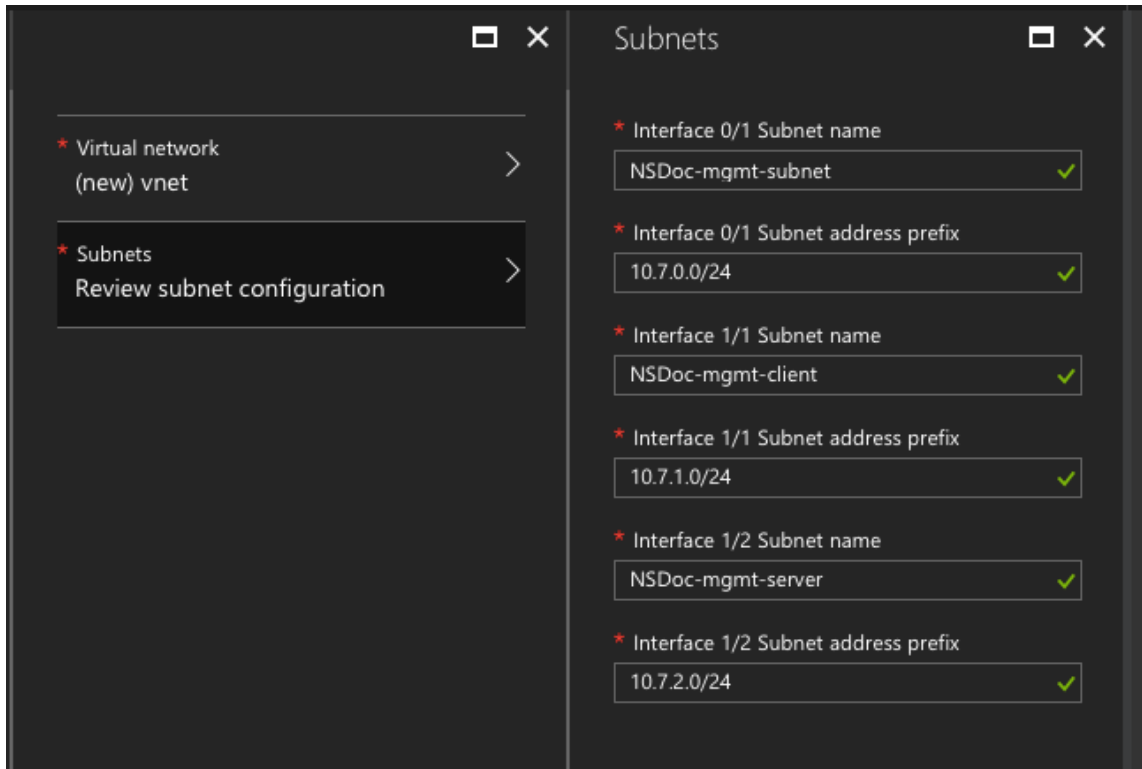 * Virtual network
(new) vnet
* Subnets
Review subnet configuration
Subnets
* Interface 0/1 Subnet name
NSDoc-mgmt-subnet
* Interface 0/1 Subnet address prefix
10.7.0.0/24
* Interface 1/1 Subnet name
NSDoc-mgmt-client
* Interface 1/1 Subnet address prefix
10.7.1.0/24
* Interface 1/2 Subnet name
NSDoc-mgmt-server
* Interface 1/2 Subnet address prefix
10.7.2.0/24